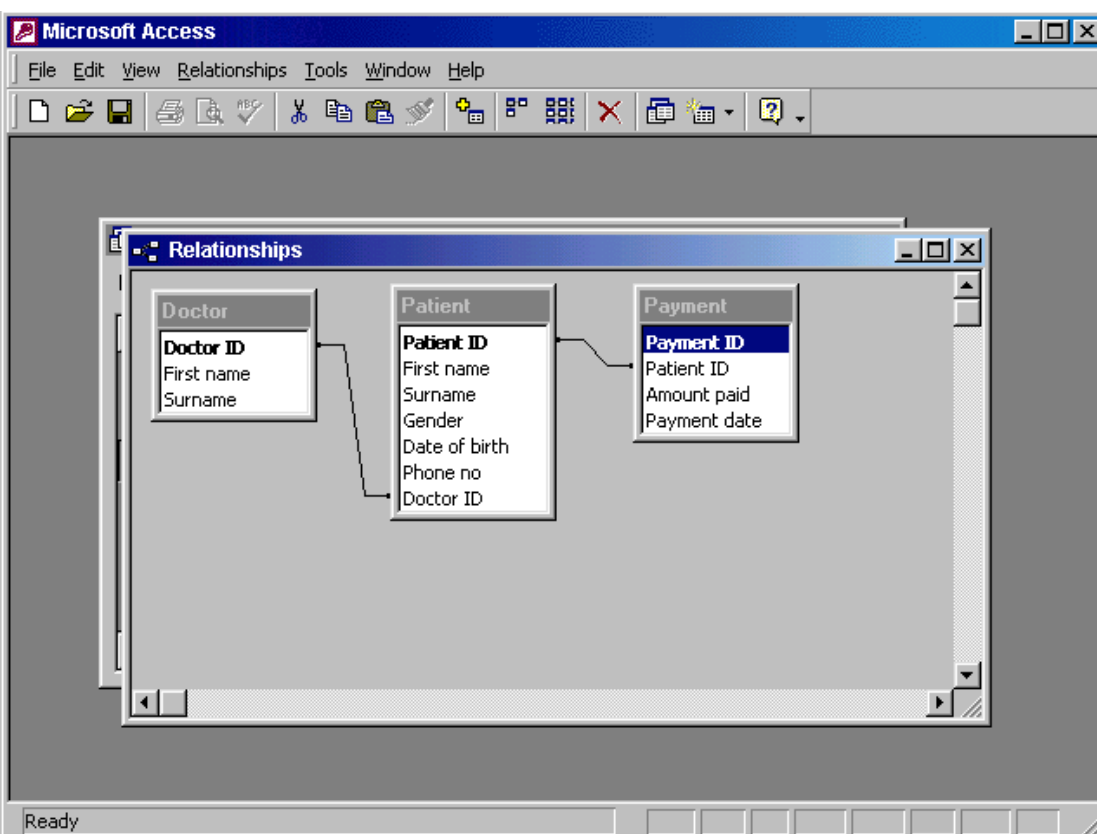 Microsoft Access
File Edit View Relationships Tools Window Help
ABC
Relationships
Doctor
Doctor ID
First name
Surname
Patient
Patient ID
First name
Surname
Gender
Date of birth
Phone no
Doctor ID
Payment
Payment ID
Patient ID
Amount paid
Payment date
Ready